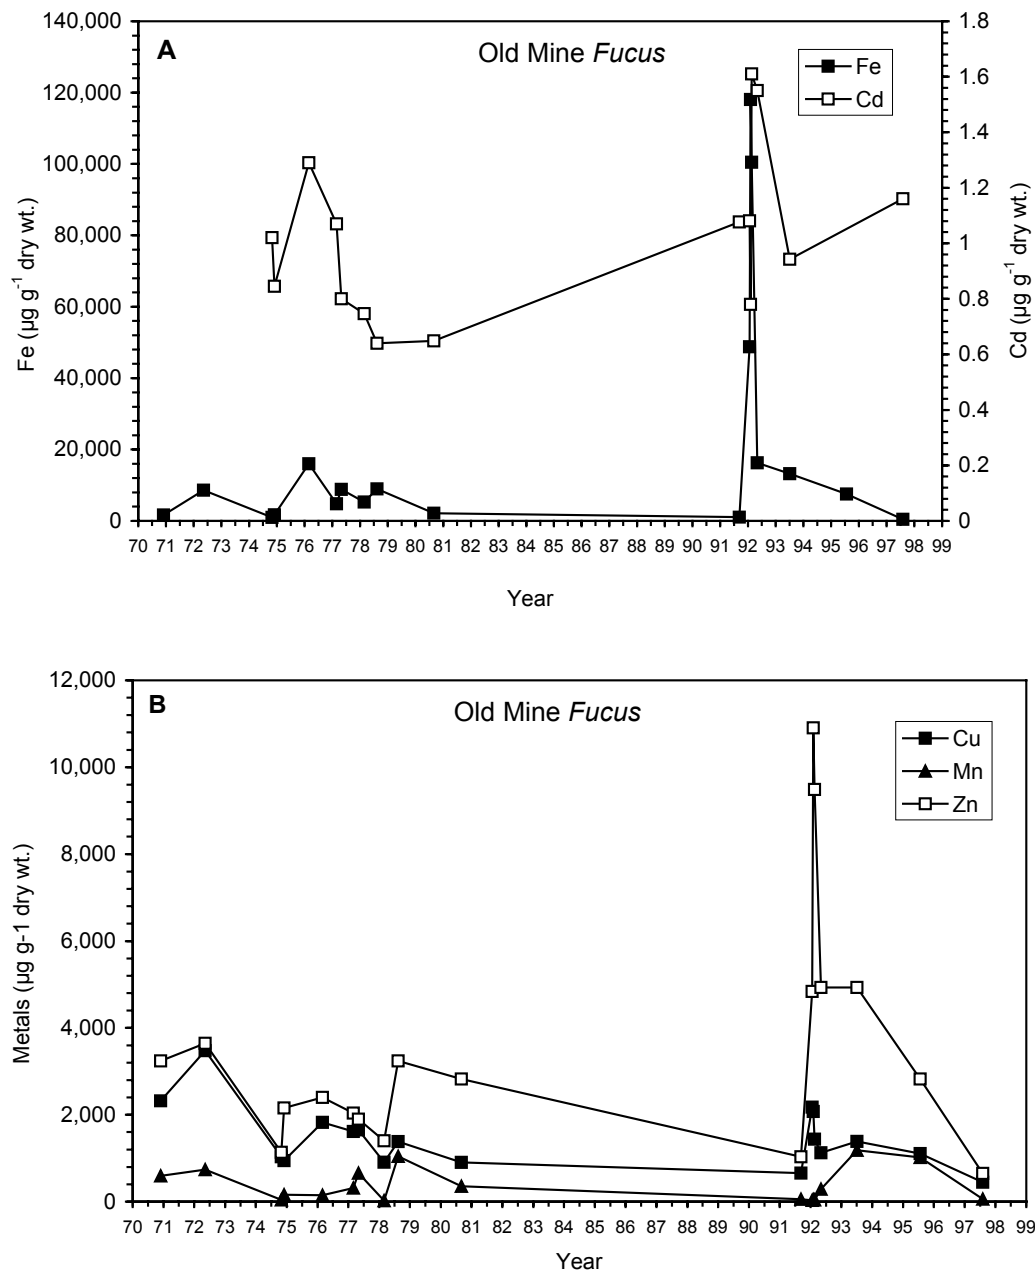 A
Old Mine Fucus
Fe
Cd
140,000
120,000
100,000
80,000
60,000
40,000
20,000
0
Fe (µg g-1 dry wt.)
1.8
1.6
1.4
1.2
1
0.8
0.6
0.4
0.2
0
Cd (µg g-1 dry wt.)
70 71 72 73 74 75 76 77 78 79 80 81 82 83 84 85 86 87 88 89 90 91 92 93 94 95 96 97 98 99
Year
B
Old Mine Fucus
Cu
Mn
Zn
12,000
10,000
8,000
6,000
4,000
2,000
0
Metals (µg g-1 dry wt.)
70 71 72 73 74 75 76 77 78 79 80 81 82 83 84 85 86 87 88 89 90 91 92 93 94 95 96 97 98 99
Year